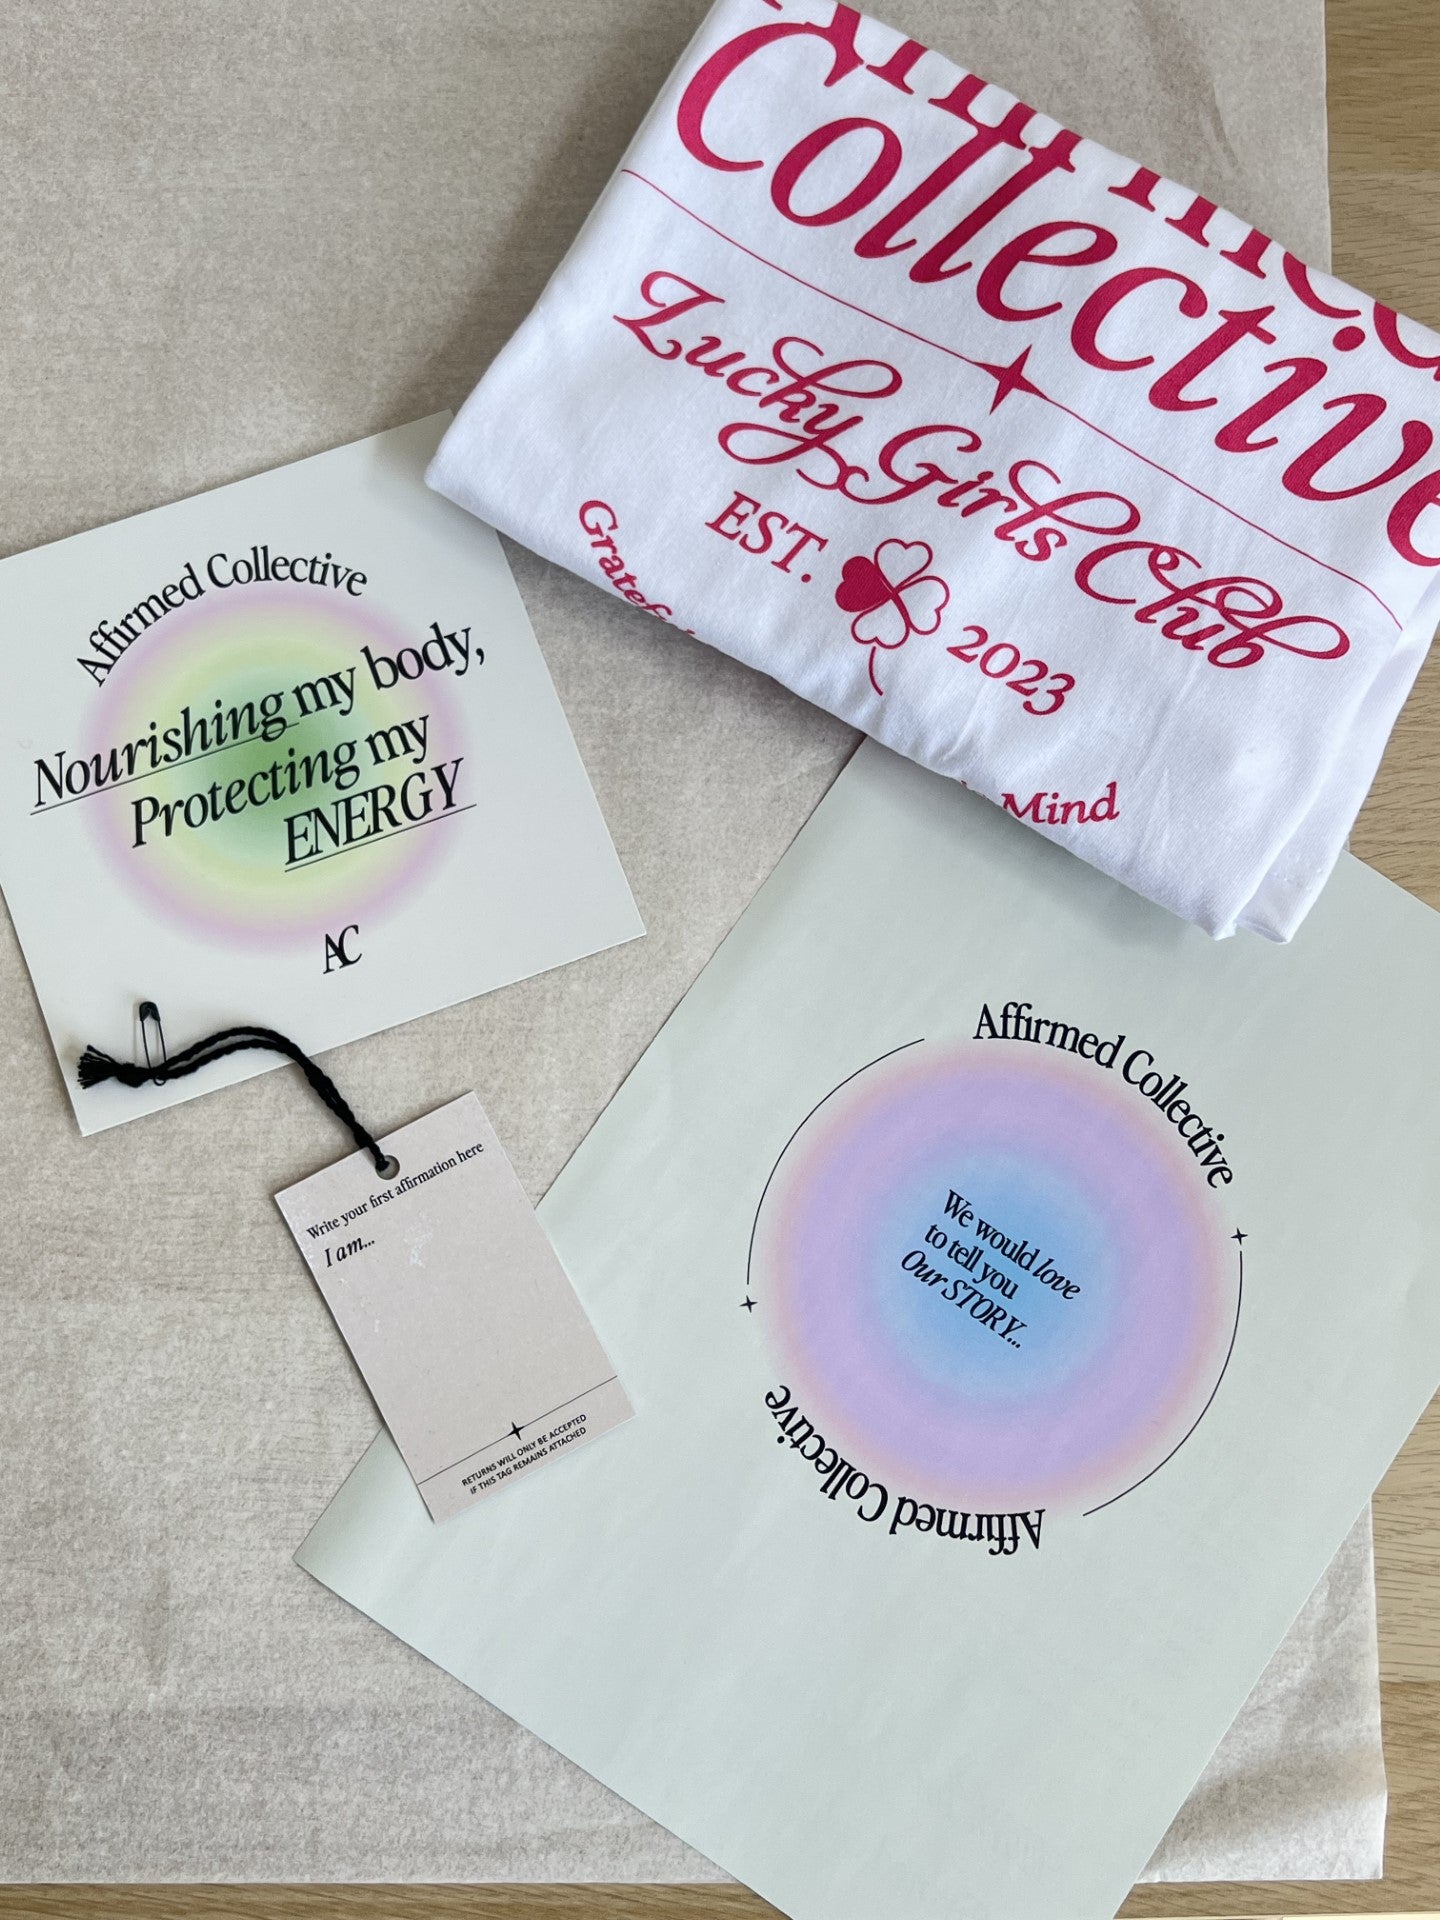 Collective
Lucky Girls Club
EST. 2023
Mind
Affirmed Collective
Nourishing my body,
Protecting my
ENERGY
AC
Write your first affirmation here
I am...
RETURNS WILL ONLY BE ACCEPTED
IF THIS TAG REMAINS ATTACHED
Affirmed Collective
We would love
to tell you
Our STORY...
Affirmed Collective